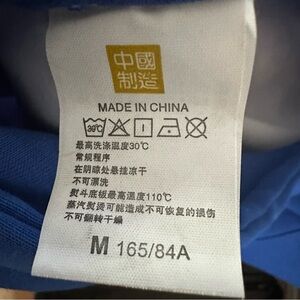 中國
制造
MADE IN CHINA
30℃
最高洗涤温度30℃
常规程序
在阴晾处悬挂凉干
不可漂洗
熨斗底板最高温度110℃
蒸汽熨烫可能造成不可恢复的损伤
不可翻转干燥
M 165/84A